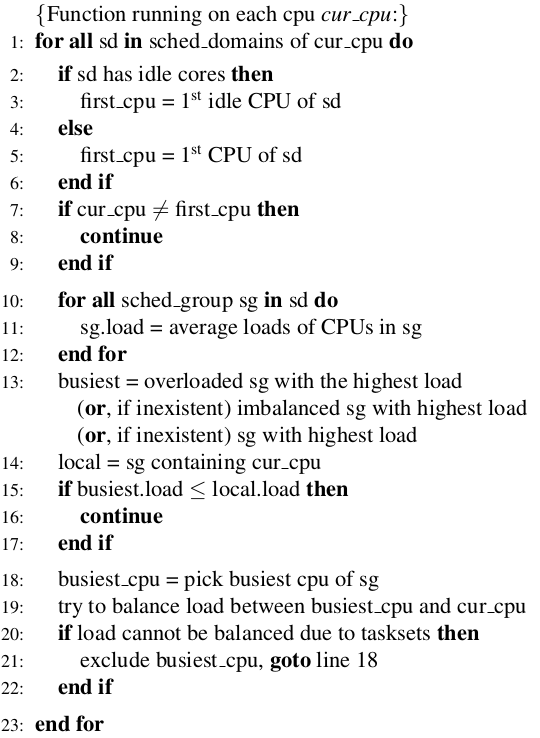 {Function running on each cpu cur_cpu:}
1: for all sd in sched_domains of cur_cpu do
2: if sd has idle cores then
3: first_cpu = 1st idle CPU of sd
4: else
5: first_cpu = 1st CPU of sd
6: end if
7: if cur_cpu ≠ first_cpu then
8: continue
9: end if
10: for all sched_group sg in sd do
11: sg.load = average loads of CPUs in sg
12: end for
13: busiest = overloaded sg with the highest load
(or, if inexistent) imbalanced sg with highest load
(or, if inexistent) sg with highest load
14: local = sg containing cur_cpu
15: if busiest.load ≤ local.load then
16: continue
17: end if
18: busiest_cpu = pick busiest cpu of sg
19: try to balance load between busiest_cpu and cur_cpu
20: if load cannot be balanced due to tasksets then
21: exclude busiest_cpu, goto line 18
22: end if
23: end for